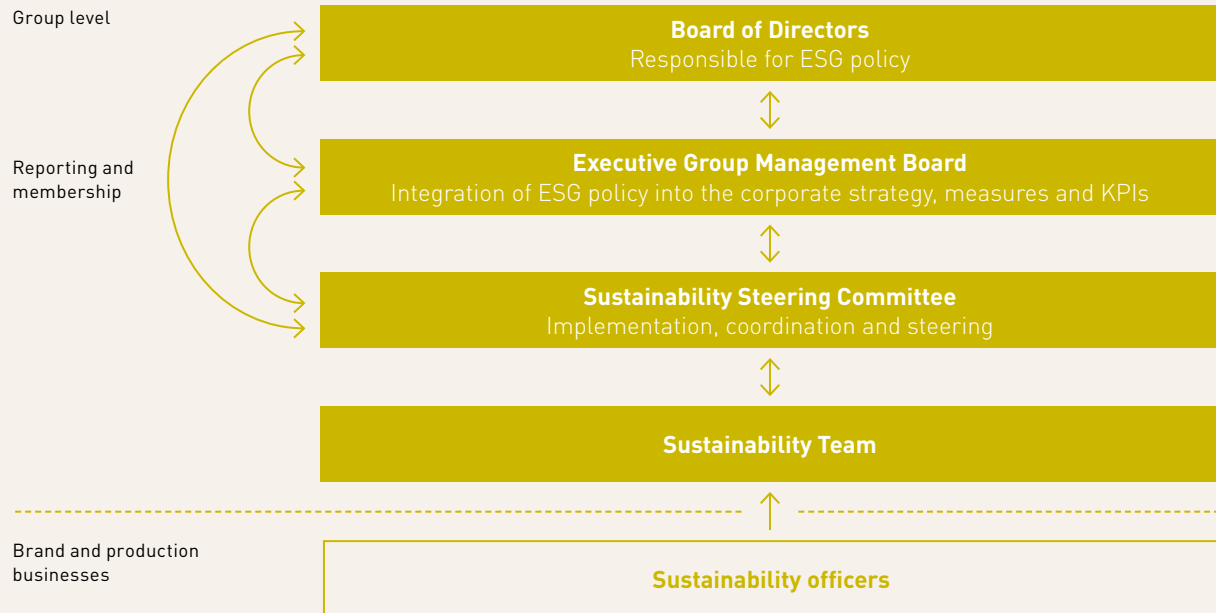 Group level
Board of Directors
Responsible for ESG policy
Reporting and
membership
Executive Group Management Board
Integration of ESG policy into the corporate strategy, measures and KPIs
Sustainability Steering Committee
Implementation, coordination and steering
Sustainability Team
Brand and production
businesses
Sustainability officers